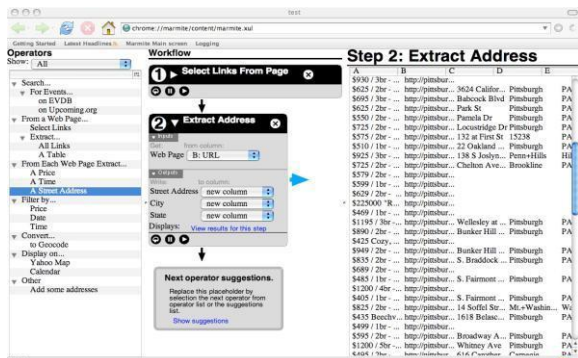 test
chrome://marmite/content/marmite.xul
Getting Started Latest Headlines Marmite Main screen Logging
Operators
Show: All
Search...
For Events...
on EVDB
on Upcoming.org
From a Web Page...
Select Links
Extract...
All Links
A Table
From Each Web Page Extract...
A Price
A Time
A Street Address
Filter by...
Price
Date
Time
Convert...
to Geocode
Display on...
Yahoo Map
Calendar
Other
Add some addresses
Workflow
1 Select Links From Page
2 Extract Address
Inputs
Get: from column:
Web Page B: URL
Outputs
Write: to column:
Street Address new column
City new column
State new column
Displays: View results for this step
Next operator suggestions.
Replace this placeholder by
selection the next operator from
operator list or the suggestions
list.
Show suggestions
Step 2: Extract Address
A B C D E
$930 / 3br - ... http://pittsbur...
$625 / 2br - ... http://pittsbur... 3624 Califor... Pittsburgh PA
$695 / 3br - ... http://pittsbur... Babcock Blvd Pittsburgh PA
$625 / 2br - ... http://pittsbur... Park St Pittsburgh PA
$550 / 2br - ... http://pittsbur... Pamela Dr Pittsburgh PA
$725 / 2br - ... http://pittsbur... Locustridge Dr Pittsburgh PA
$575 / 2br - ... http://pittsbur... 132 at First St 15238 PA
$510 / 1br - ... http://pittsbur... 22 Oakland ... Pittsburgh PA
$925 / 3br - ... http://pittsbur... 138 S Joslyn... Penn+Hills
$725 / 2br - ... http://pittsbur... Chelton Ave... Brookline PA
$579 / 2br - ... http://pittsbur...
$599 / 1br - ... http://pittsbur...
$629 / 2br - ... http://pittsbur...
$225000 "R... http://pittsbur...
$469 / 1br - ... http://pittsbur...
$1195 / 3br -... http://pittsbur... Wellesley at ... Pittsburgh PA
$890 / 2br - ... http://pittsbur... Bunker Hill ... Pittsburgh PA
$425 Cozy, ... http://pittsbur...
$949 / 2br - ... http://pittsbur... Bunker Hill ... Pittsburgh PA
$835 / 2br - ... http://pittsbur... S. Braddock ... Pittsburgh PA
$689 / 2br - ... http://pittsbur...
$485 / 1br - ... http://pittsbur... S. Fairmont ... Pittsburgh PA
$1200 / 4br -... http://pittsbur...
$405 / 1br - ... http://pittsbur... S. Fairmont ... Pittsburgh PA
$825 / 2br - ... http://pittsbur... 14 Soffel Str... Mt.+Washin...
$435 Beechv... http://pittsbur... 1618 Belasc... Pittsburgh PA
$499 / 1br - ... http://pittsbur...
$595 / 2br - ... http://pittsbur... Broadway A... Pittsburgh PA
$1200 / 5br -... http://pittsbur... Whitney Ave Pittsburgh PA